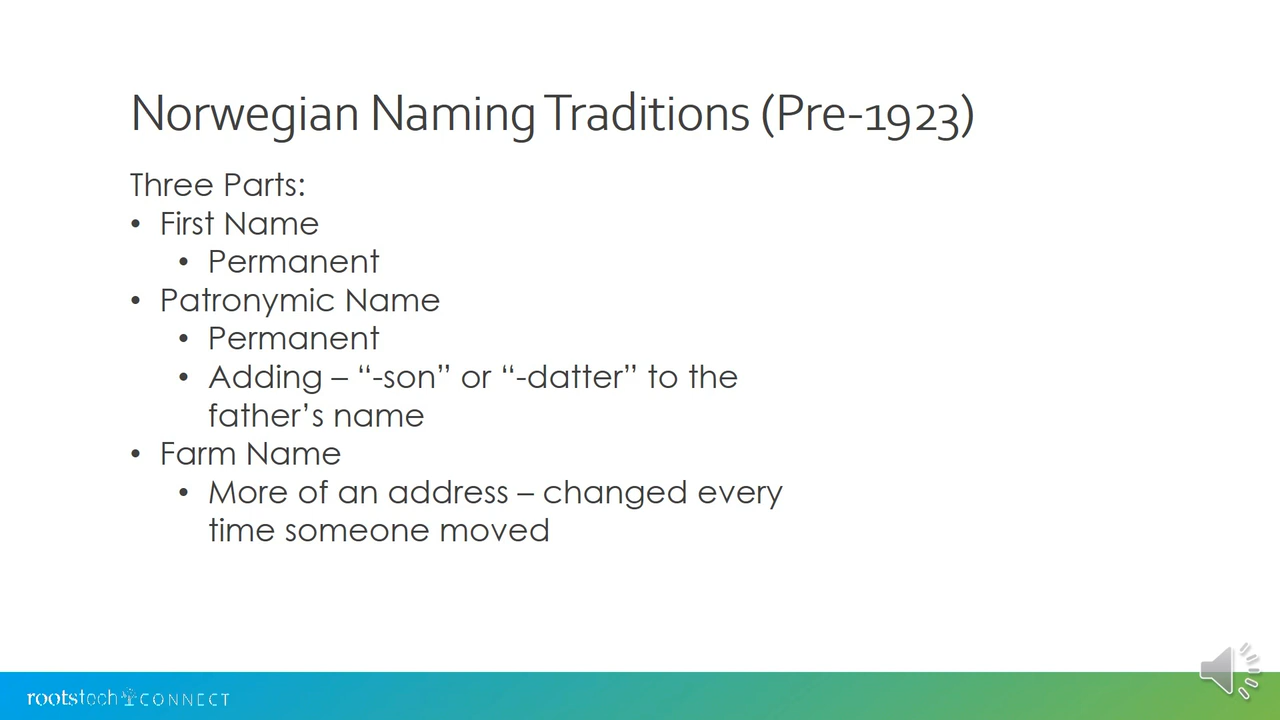 Norwegian Naming Traditions (Pre-1923)
Three Parts:
• First Name
• Permanent
• Patronymic Name
• Permanent
• Adding – “-son” or “-datter” to the
father’s name
• Farm Name
• More of an address – changed every
time someone moved
rootstech CONNECT